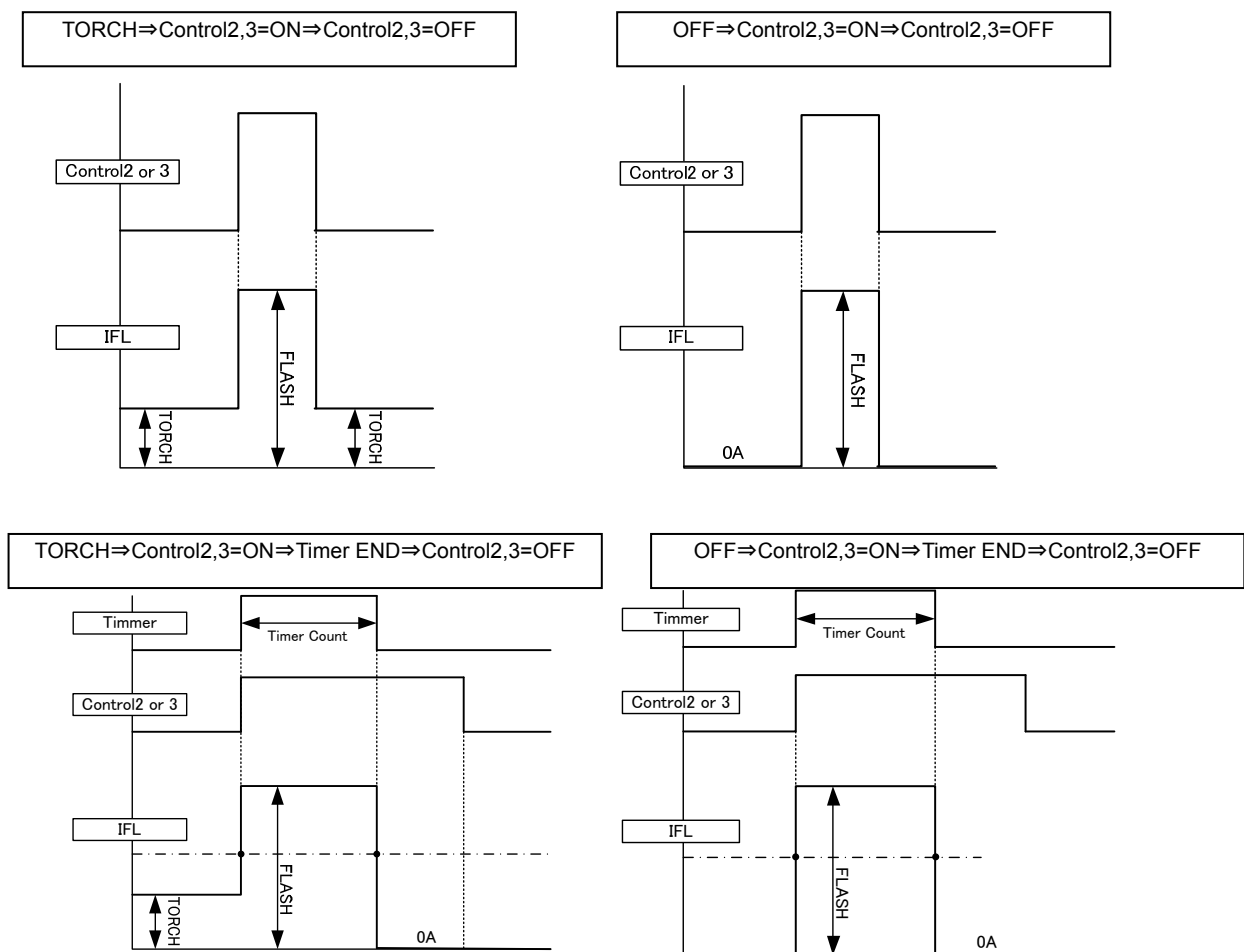 TORCH⇒Control2,3=ON⇒Control2,3=OFF
Control2 or 3
IFL
TORCH
FLASH
TORCH
OFF⇒Control2,3=ON⇒Control2,3=OFF
Control2 or 3
IFL
0A
FLASH
TORCH⇒Control2,3=ON⇒Timer END⇒Control2,3=OFF
Timmer
Timer Count
Control2 or 3
IFL
TORCH
FLASH
0A
OFF⇒Control2,3=ON⇒Timer END⇒Control2,3=OFF
Timmer
Timer Count
Control2 or 3
IFL
FLASH
0A